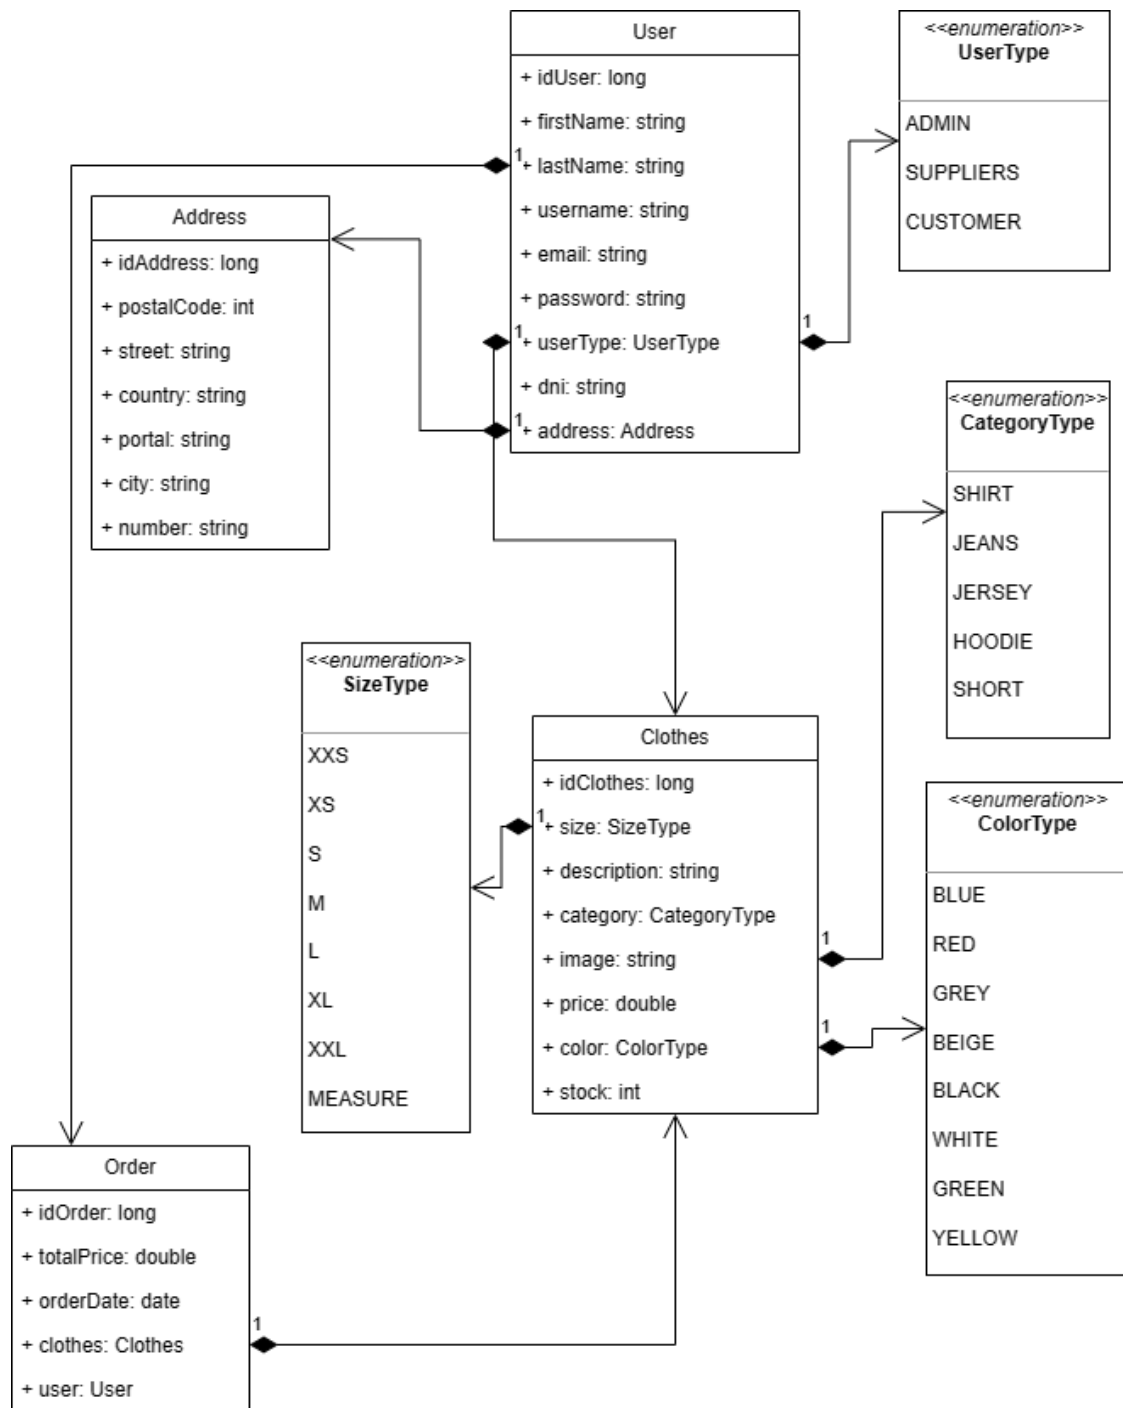 User
+ idUser: long
+ firstName: string
1
+ lastName: string
+ username: string
+ email: string
+ password: string
1
+ userType: UserType
1
+ dni: string
1
+ address: Address
<<enumeration>>
UserType
ADMIN
SUPPLIERS
CUSTOMER
Address
+ idAddress: long
+ postalCode: int
+ street: string
+ country: string
+ portal: string
+ city: string
+ number: string
<<enumeration>>
CategoryType
SHIRT
JEANS
JERSEY
HOODIE
SHORT
<<enumeration>>
SizeType
XXS
XS
S
M
L
XL
XXL
MEASURE
Clothes
+ idClothes: long
1
+ size: SizeType
+ description: string
+ category: CategoryType
1
+ image: string
+ price: double
1
+ color: ColorType
+ stock: int
<<enumeration>>
ColorType
BLUE
RED
GREY
BEIGE
BLACK
WHITE
GREEN
YELLOW
Order
+ idOrder: long
+ totalPrice: double
+ orderDate: date
1
+ clothes: Clothes
+ user: User